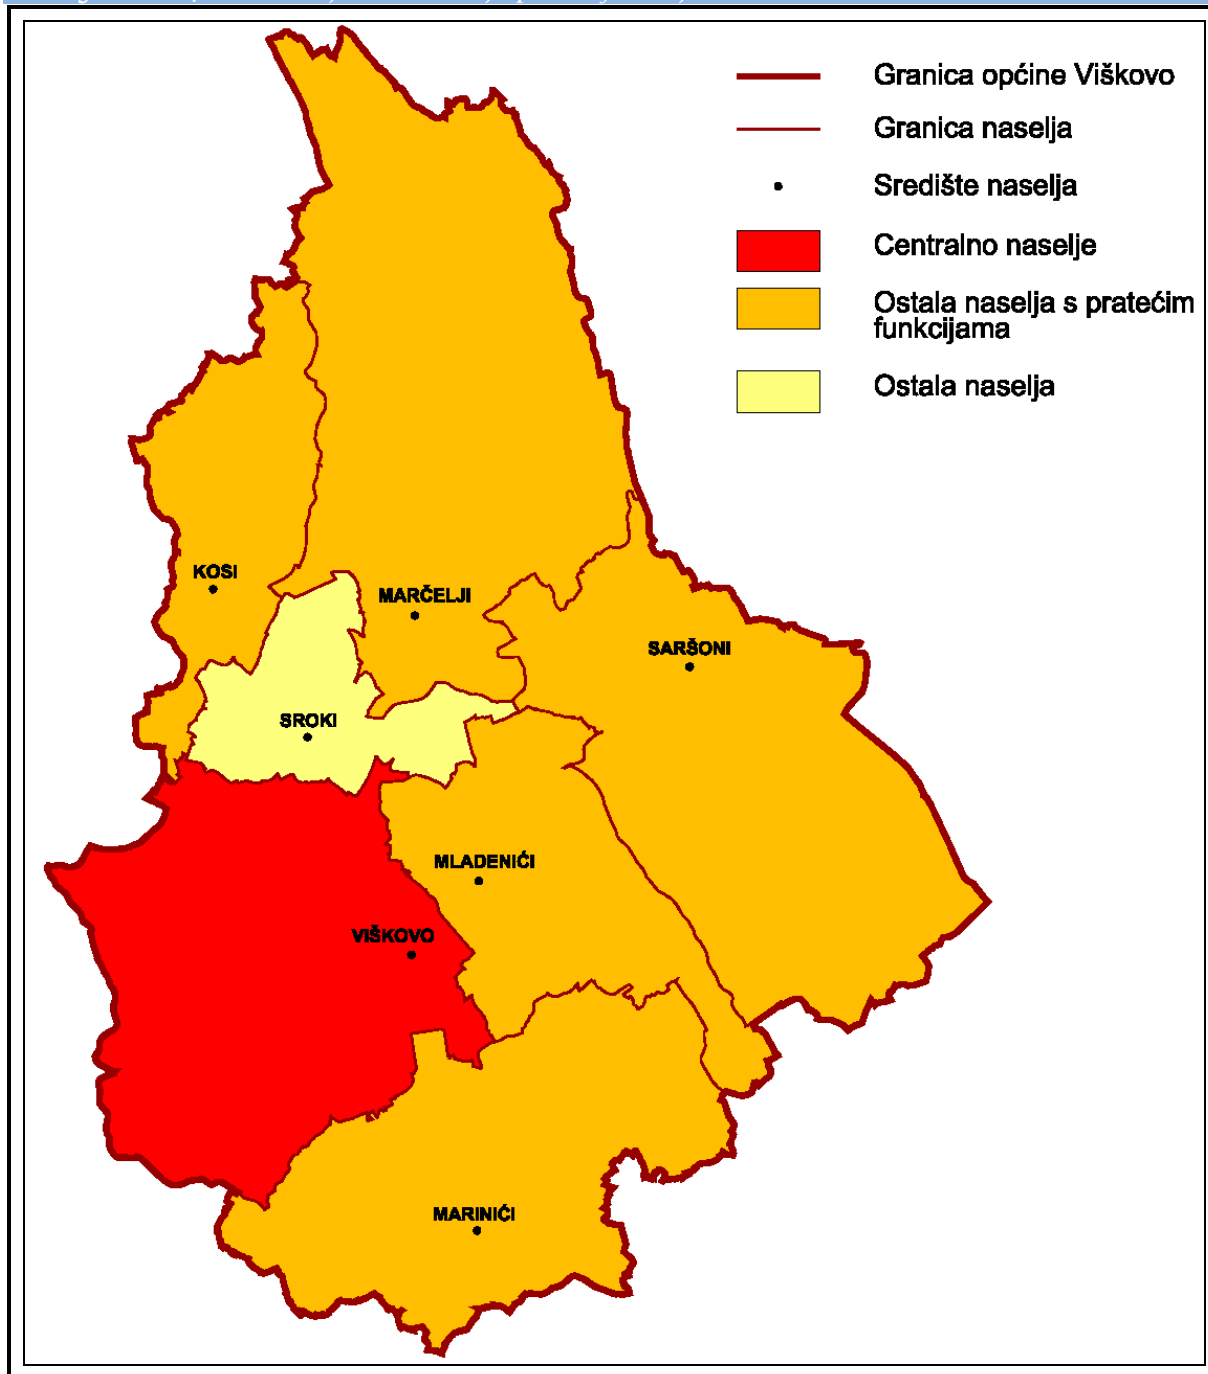 Granica općine Viškovo
Granica naselja
Središte naselja
Centralno naselje
Ostala naselja s pratećim
funkcijama
Ostala naselja
KOSI
MARČELJI
SARŠONI
SROKI
MLADENIĆI
VIŠKOVO
MARINIĆI